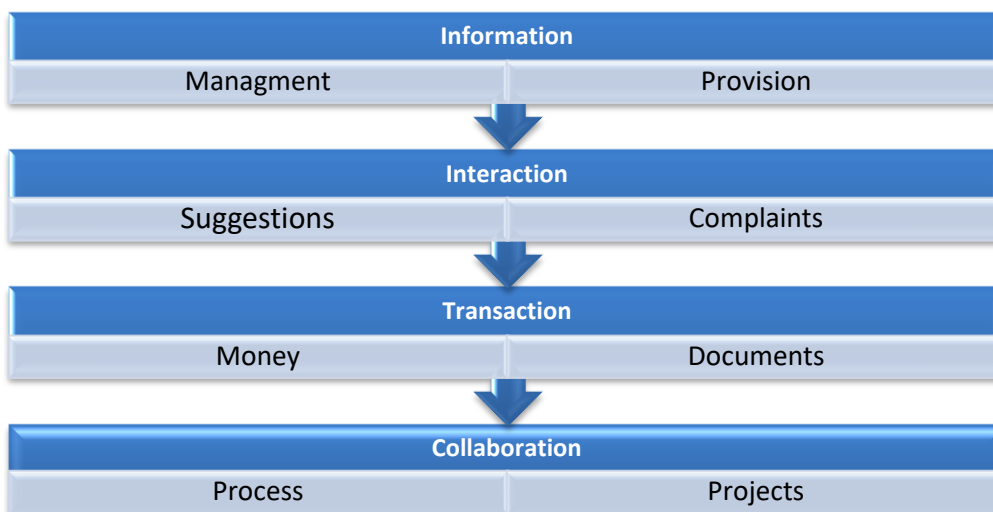 Information
Managment Provision
Interaction
Suggestions Complaints
Transaction
Money Documents
Collaboration
Process Projects